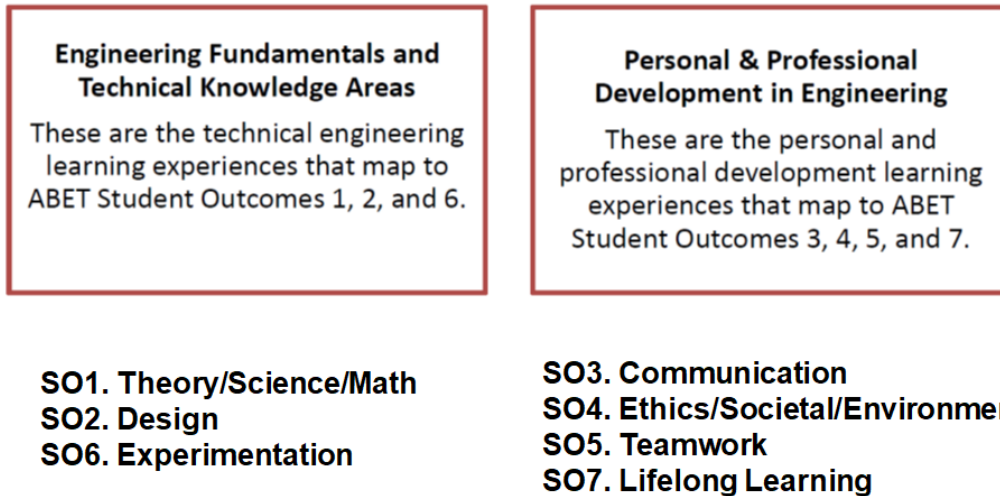 Engineering Fundamentals and
Technical Knowledge Areas
These are the technical engineering
learning experiences that map to
ABET Student Outcomes 1, 2, and 6.
Personal & Professional
Development in Engineering
These are the personal and
professional development learning
experiences that map to ABET
Student Outcomes 3, 4, 5, and 7.
SO1. Theory/Science/Math
SO2. Design
SO6. Experimentation
SO3. Communication
SO4. Ethics/Societal/
SO5. Teamwork
SO7. Lifelong Learning